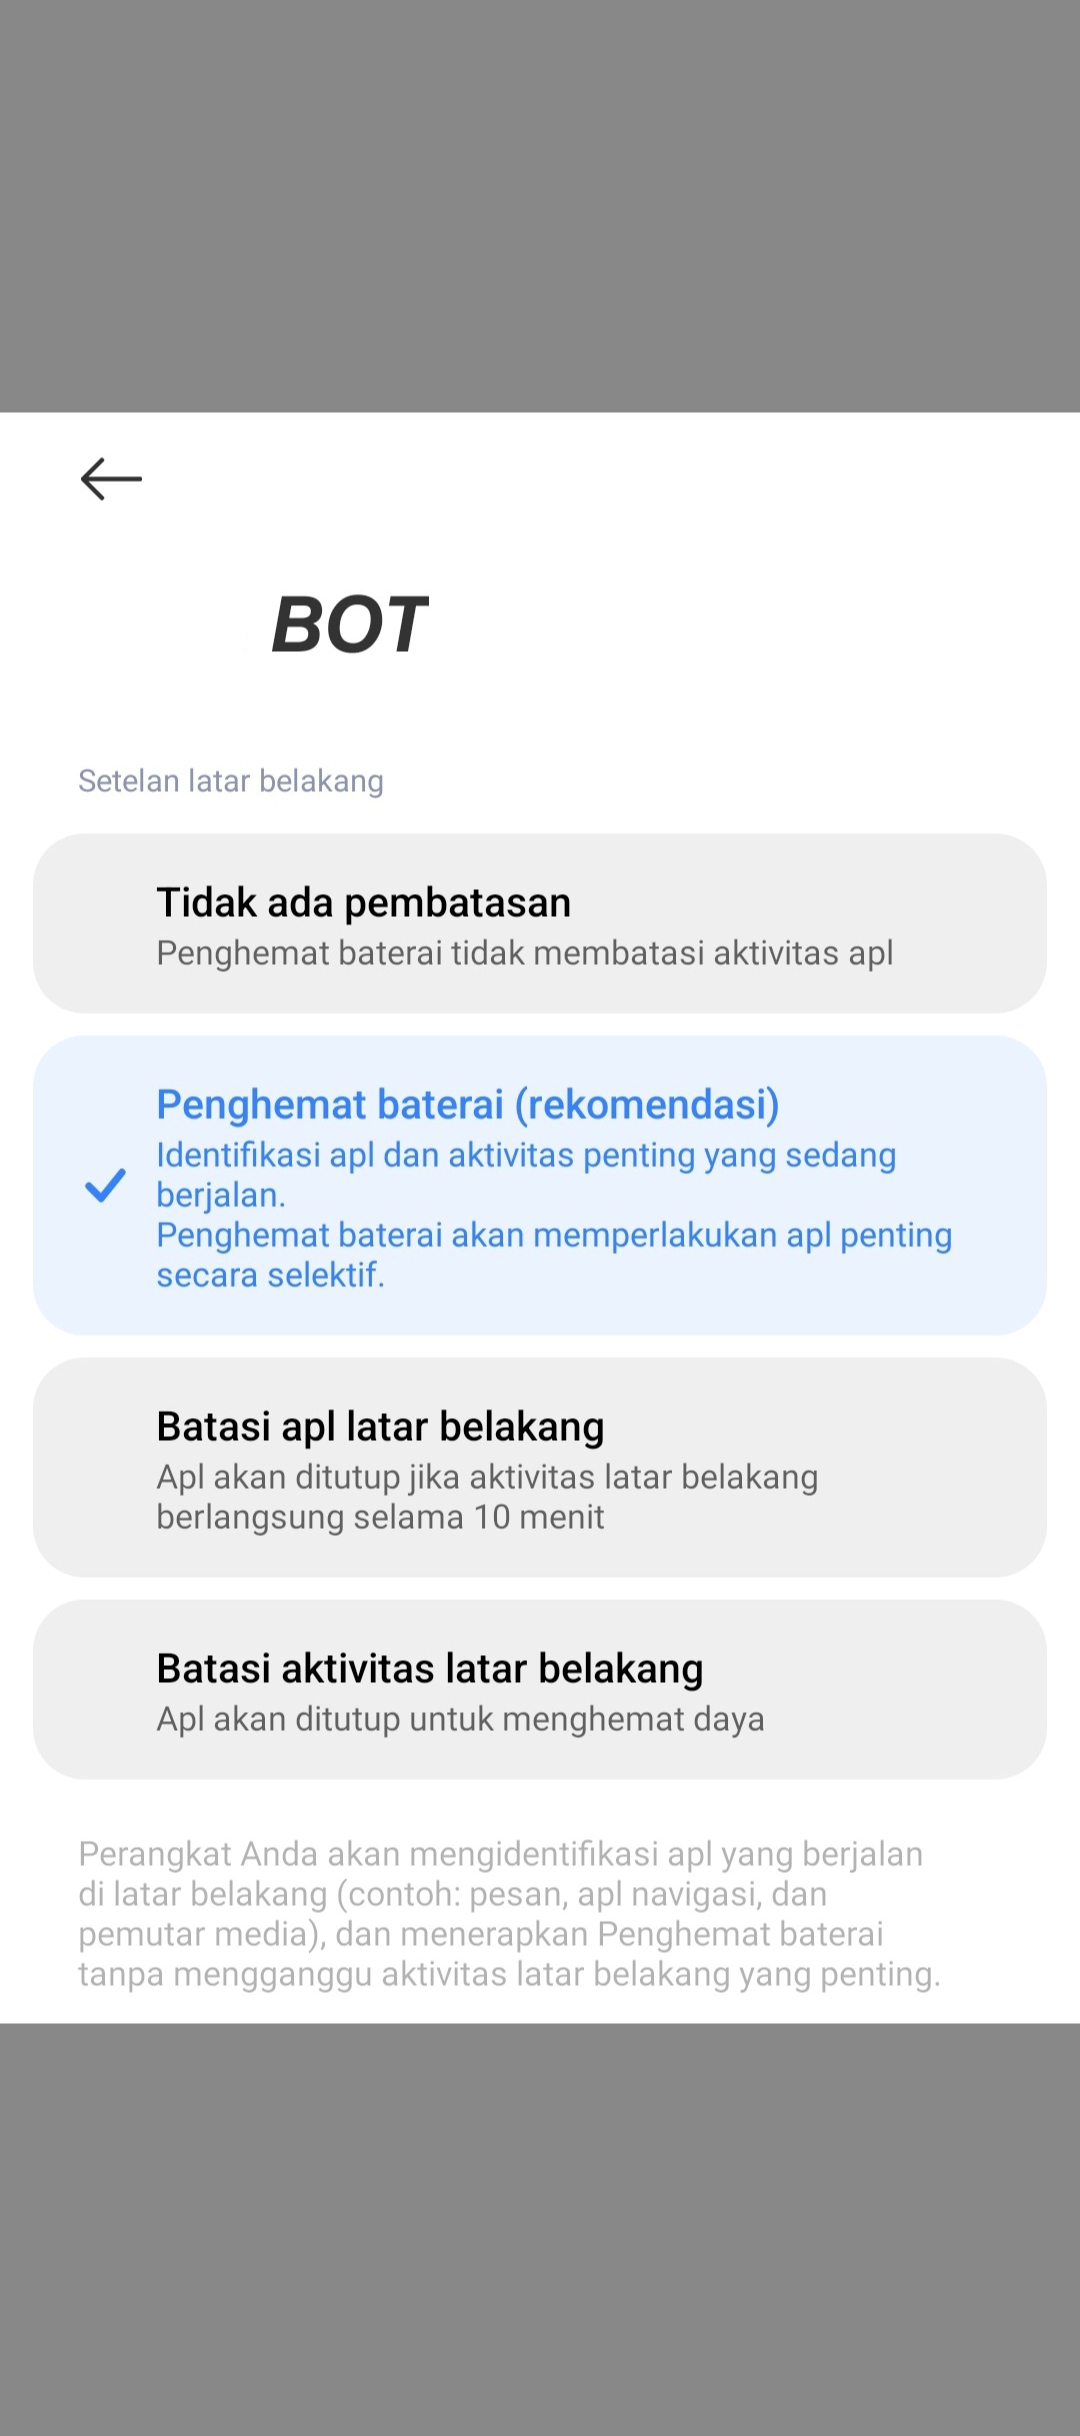 BOT
Setelan latar belakang
Tidak ada pembatasan
Penghemat baterai tidak membatasi aktivitas apl
Penghemat baterai (rekomendasi)
Identifikasi apl dan aktivitas penting yang sedang
berjalan.
Penghemat baterai akan memperlakukan apl penting
secara selektif.
Batasi apl latar belakang
Apl akan ditutup jika aktivitas latar belakang
berlangsung selama 10 menit
Batasi aktivitas latar belakang
Apl akan ditutup untuk menghemat daya
Perangkat Anda akan mengidentifikasi apl yang berjalan
di latar belakang (contoh: pesan, apl navigasi, dan
pemutar media), dan menerapkan Penghemat baterai
tanpa mengganggu aktivitas latar belakang yang penting.